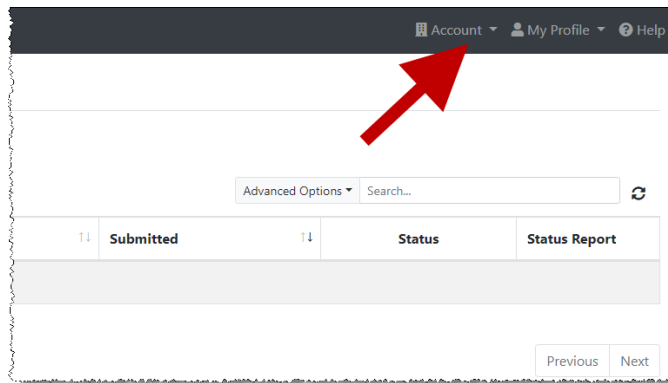 Account My Profile Help
Advanced Options Search...
Submitted Status Status Report
Previous Next